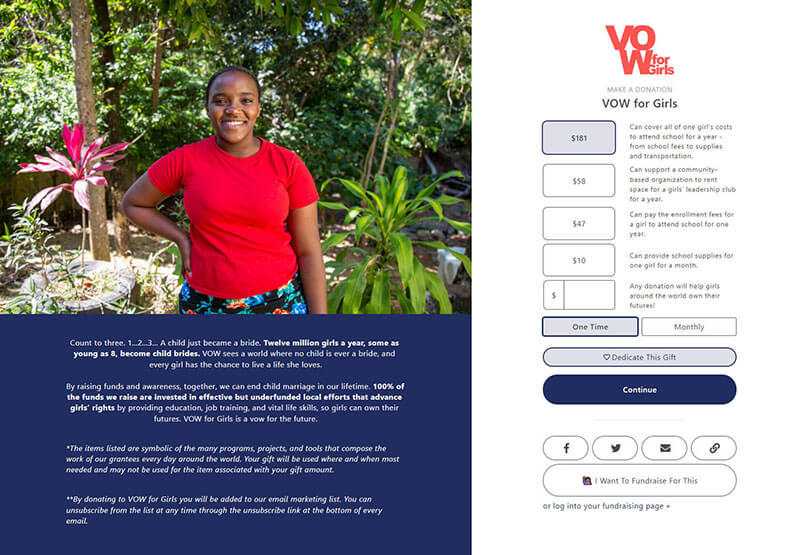 Count to three. 1...2...3... A child just became a bride. Twelve million girls a year, some as
young as 8, become child brides. VOW sees a world where no child is ever a bride, and
every girl has the chance to live a life she loves.
By raising funds and awareness, together, we can end child marriage in our lifetime. 100% of
the funds we raise are invested in effective but underfunded local efforts that advance
girls' rights by providing education, job training, and vital life skills, so girls can own their
futures. VOW for Girls is a vow for the future.
*The items listed are symbolic of the many programs, projects, and tools that compose the
work of our grantees every day around the world. Your gift will be used where and when most
needed and may not be used for the item associated with your gift amount.
**By donating to VOW for Girls you will be added to our email marketing list. You can
unsubscribe from the list at any time through the unsubscribe link at the bottom of every
email.
VO
W for
Girls
MAKE A DONATION
VOW for Girls
$181
Can cover all of one girl's costs
to attend school for a year -
from school fees to supplies
and transportation.
$58
Can support a community-
based organization to rent
space for a girls' leadership club
for a year.
$47
Can pay the enrollment fees for
a girl to attend school for one
year.
$10
Can provide school supplies for
one girl for a month.
$
Any donation will help girls
around the world own their
futures!
One Time
Monthly
Dedicate This Gift
Continue
I Want To Fundraise For This
or log into your fundraising page »